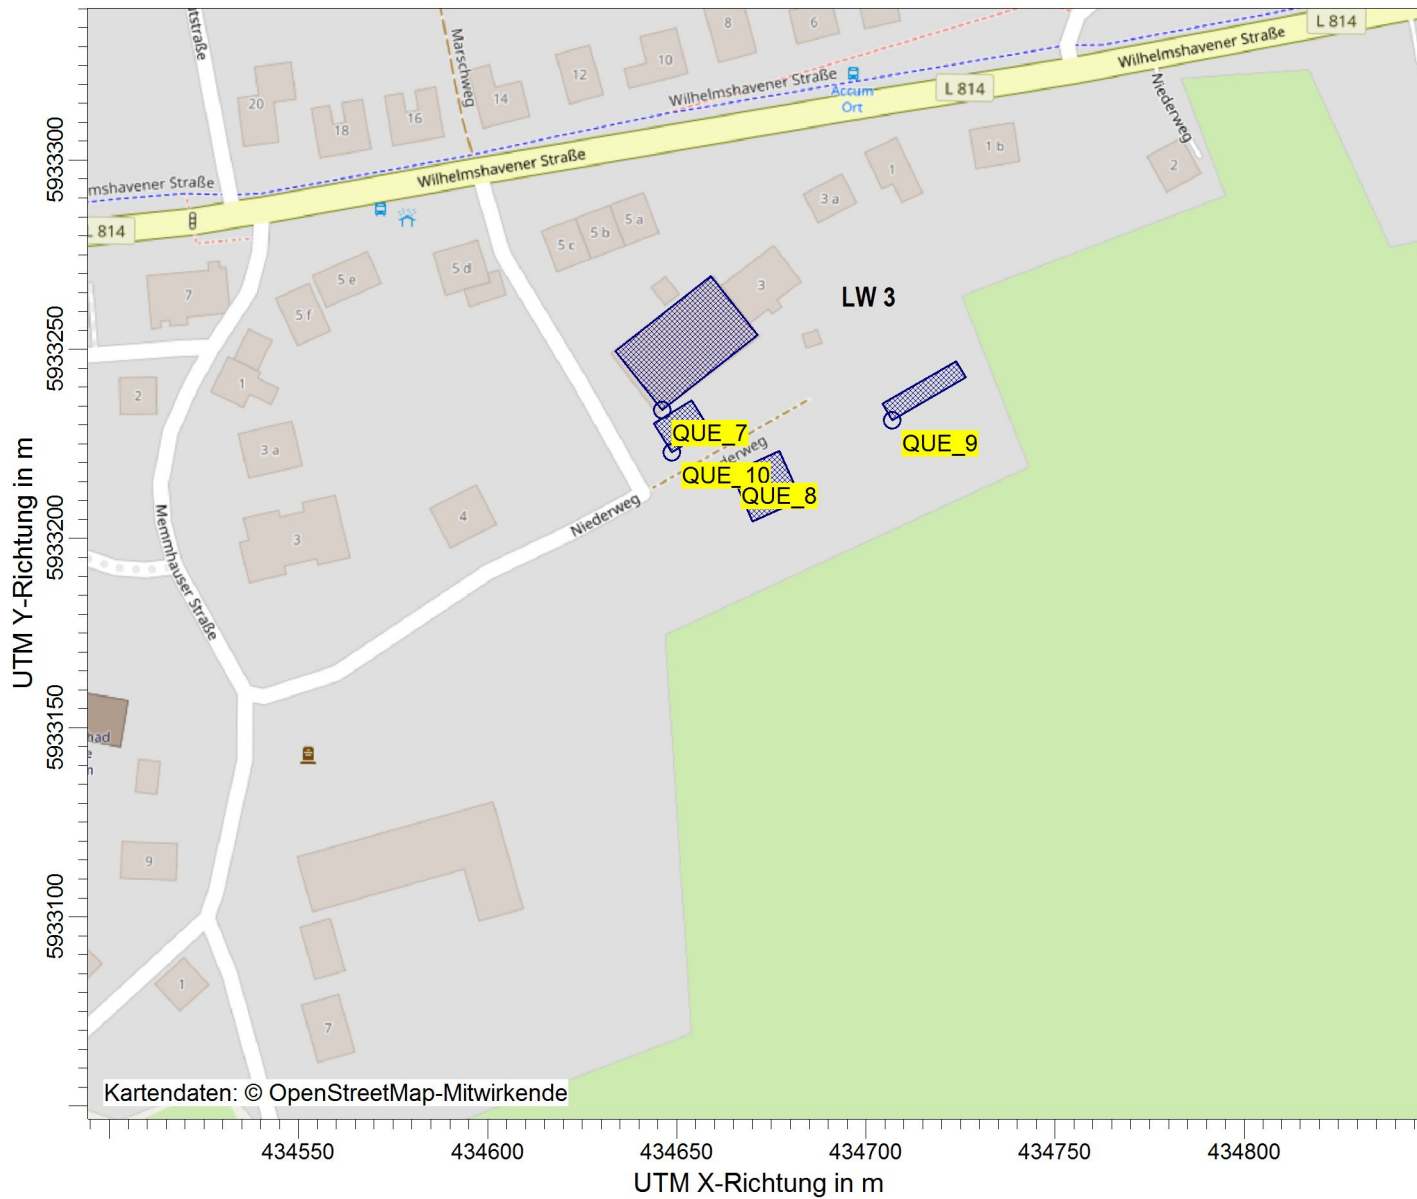 8
6
L 814
Marschweg
Wilhelmshavener Straße
10
12
Wilhelmshavener Straße
Accum
Ort
L 814
Niederweg
20
14
16
18
1 b
2
1
Wilhelmshavener Straße
3 a
5 a
5 b
5 c
L 814
5 d
5 e
7
3
LW 3
5 f
1
2
3 a
QUE_7
QUE_9
QUE_10
QUE_8
4
Niederweg
3
Memmhauser Straße
9
1
7
Kartendaten: © OpenStreetMap-Mitwirkende
5933300
5933250
5933200
5933150
5933100
UTM Y-Richtung in m
434550
434600
434650
434700
434750
434800
UTM X-Richtung in m